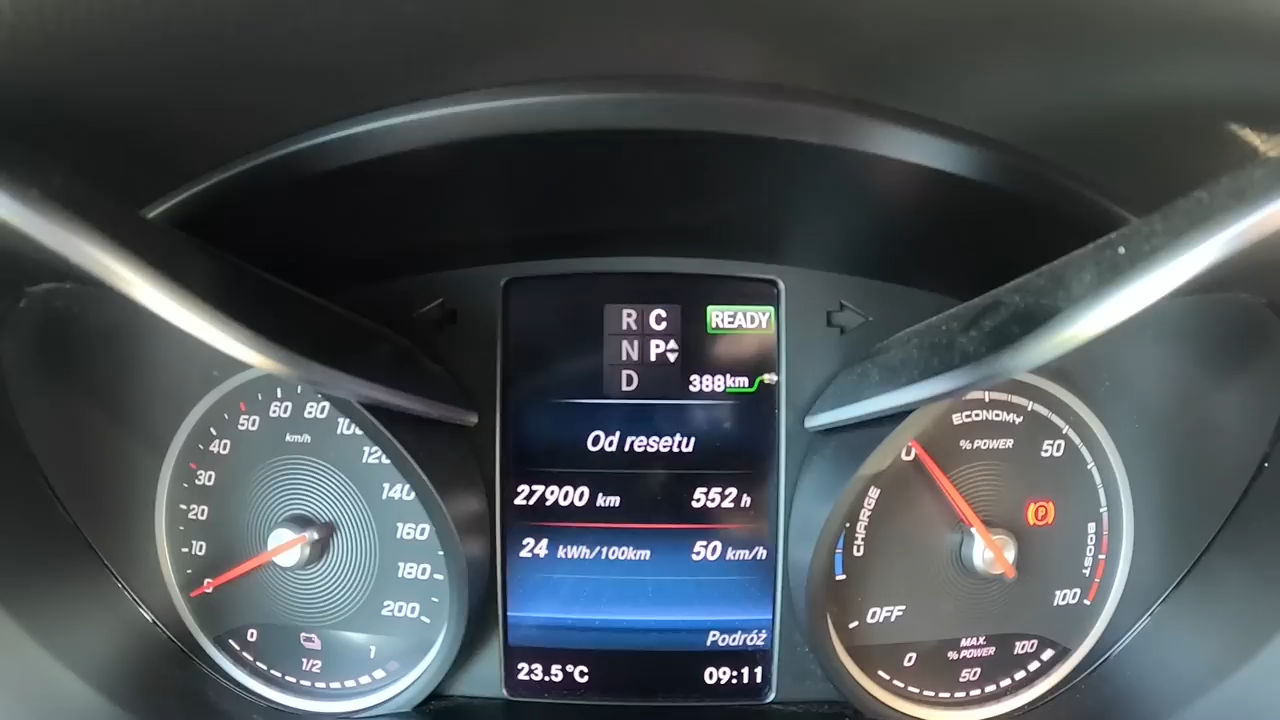 R C
READY
N P
D
388km
Od resetu
27900 km 552 h
24 kWh/100km 50 km/h
Podróż
23.5°C 09:11
0
10
20
30
40
50
60
80
140
160
180
200
km/h
0 1/2 1
ECONOMY
% POWER
0
50
CHARGE
P
BOOST
OFF
100
MAX.
% POWER
0 50 100